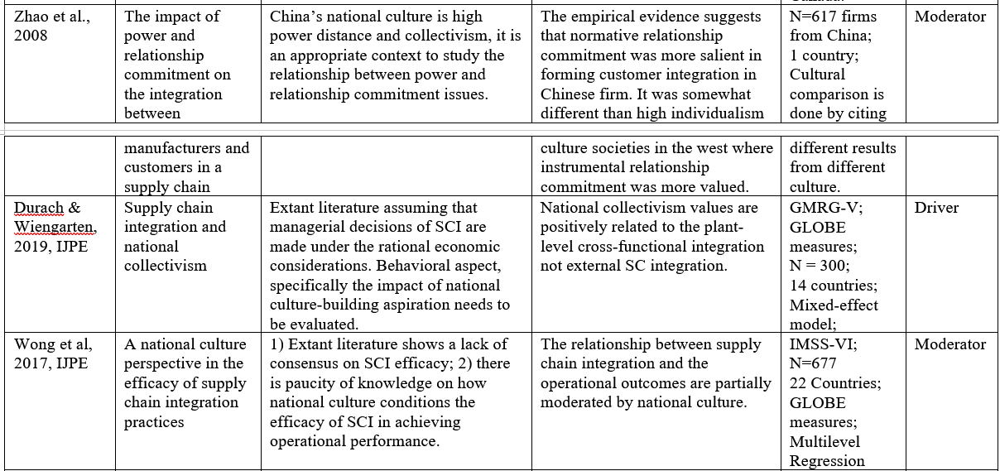 Zhao et al.,
2008
The impact of
power and
relationship
commitment on
the integration
between
China’s national culture is high
power distance and collectivism, it is
an appropriate context to study the
relationship between power and
relationship commitment issues.
The empirical evidence suggests
that normative relationship
commitment was more salient in
forming customer integration in
Chinese firm. It was somewhat
different than high individualism
N=617 firms
from China;
1 country;
Cultural
comparison is
done by citing
Moderator
manufacturers and
customers in a
supply chain
culture societies in the west where
instrumental relationship
commitment was more valued.
different results
from different
culture.
Durach &
Wiengarten,
2019, IJPE
Supply chain
integration and
national
collectivism
Extant literature assuming that
managerial decisions of SCI are
made under the rational economic
considerations. Behavioral aspect,
specifically the impact of national
culture-building aspiration needs to
be evaluated.
National collectivism values are
positively related to the plant-
level cross-functional integration
not external SC integration.
GMRG-V;
GLOBE
measures;
N = 300;
14 countries;
Mixed-effect
model;
Driver
Wong et al,
2017, IJPE
A national culture
perspective in the
efficacy of supply
chain integration
practices
1) Extant literature shows a lack of
consensus on SCI efficacy; 2) there
is paucity of knowledge on how
national culture conditions the
efficacy of SCI in achieving
operational performance.
The relationship between supply
chain integration and the
operational outcomes are partially
moderated by national culture.
IMSS-VI;
N=677
22 Countries;
GLOBE
measures;
Multilevel
Regression
Moderator